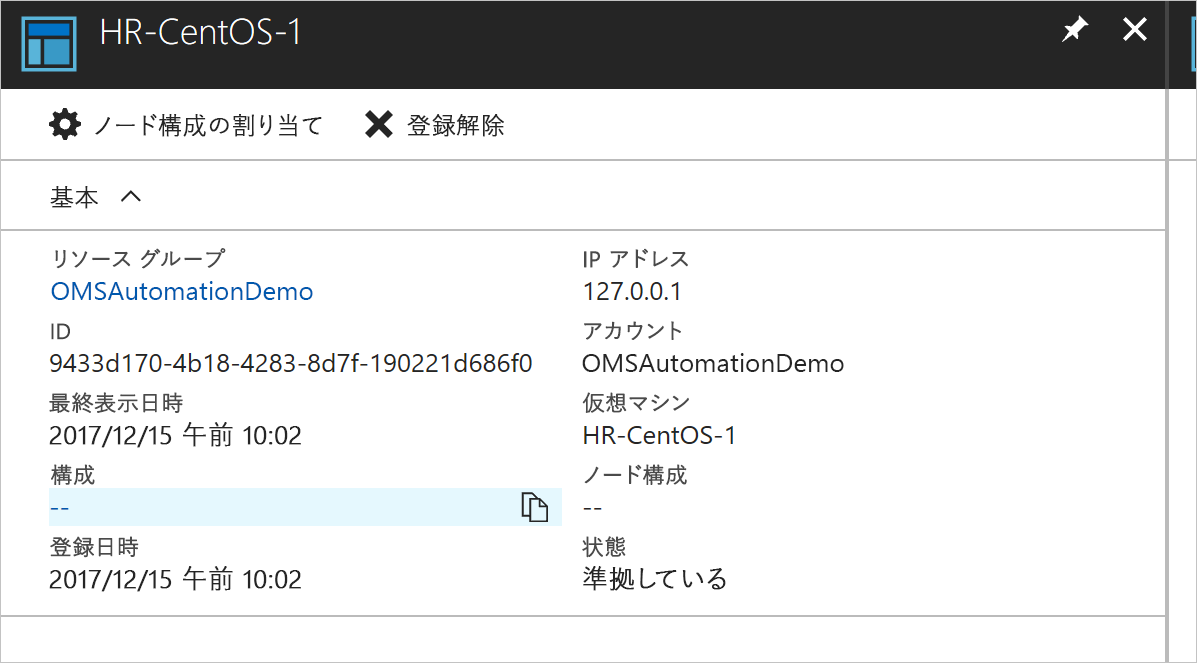 HR-CentOS-1
ノード構成の割り当て 登録解除
基本
リソース グループ IP アドレス
OMSAutomationDemo 127.0.0.1
ID アカウント
9433d170-4b18-4283-8d7f-190221d686f0 OMSAutomationDemo
最終表示日時 仮想マシン
2017/12/15 午前 10:02 HR-CentOS-1
構成 ノード構成
-- --
登録日時 状態
2017/12/15 午前 10:02 準拠している